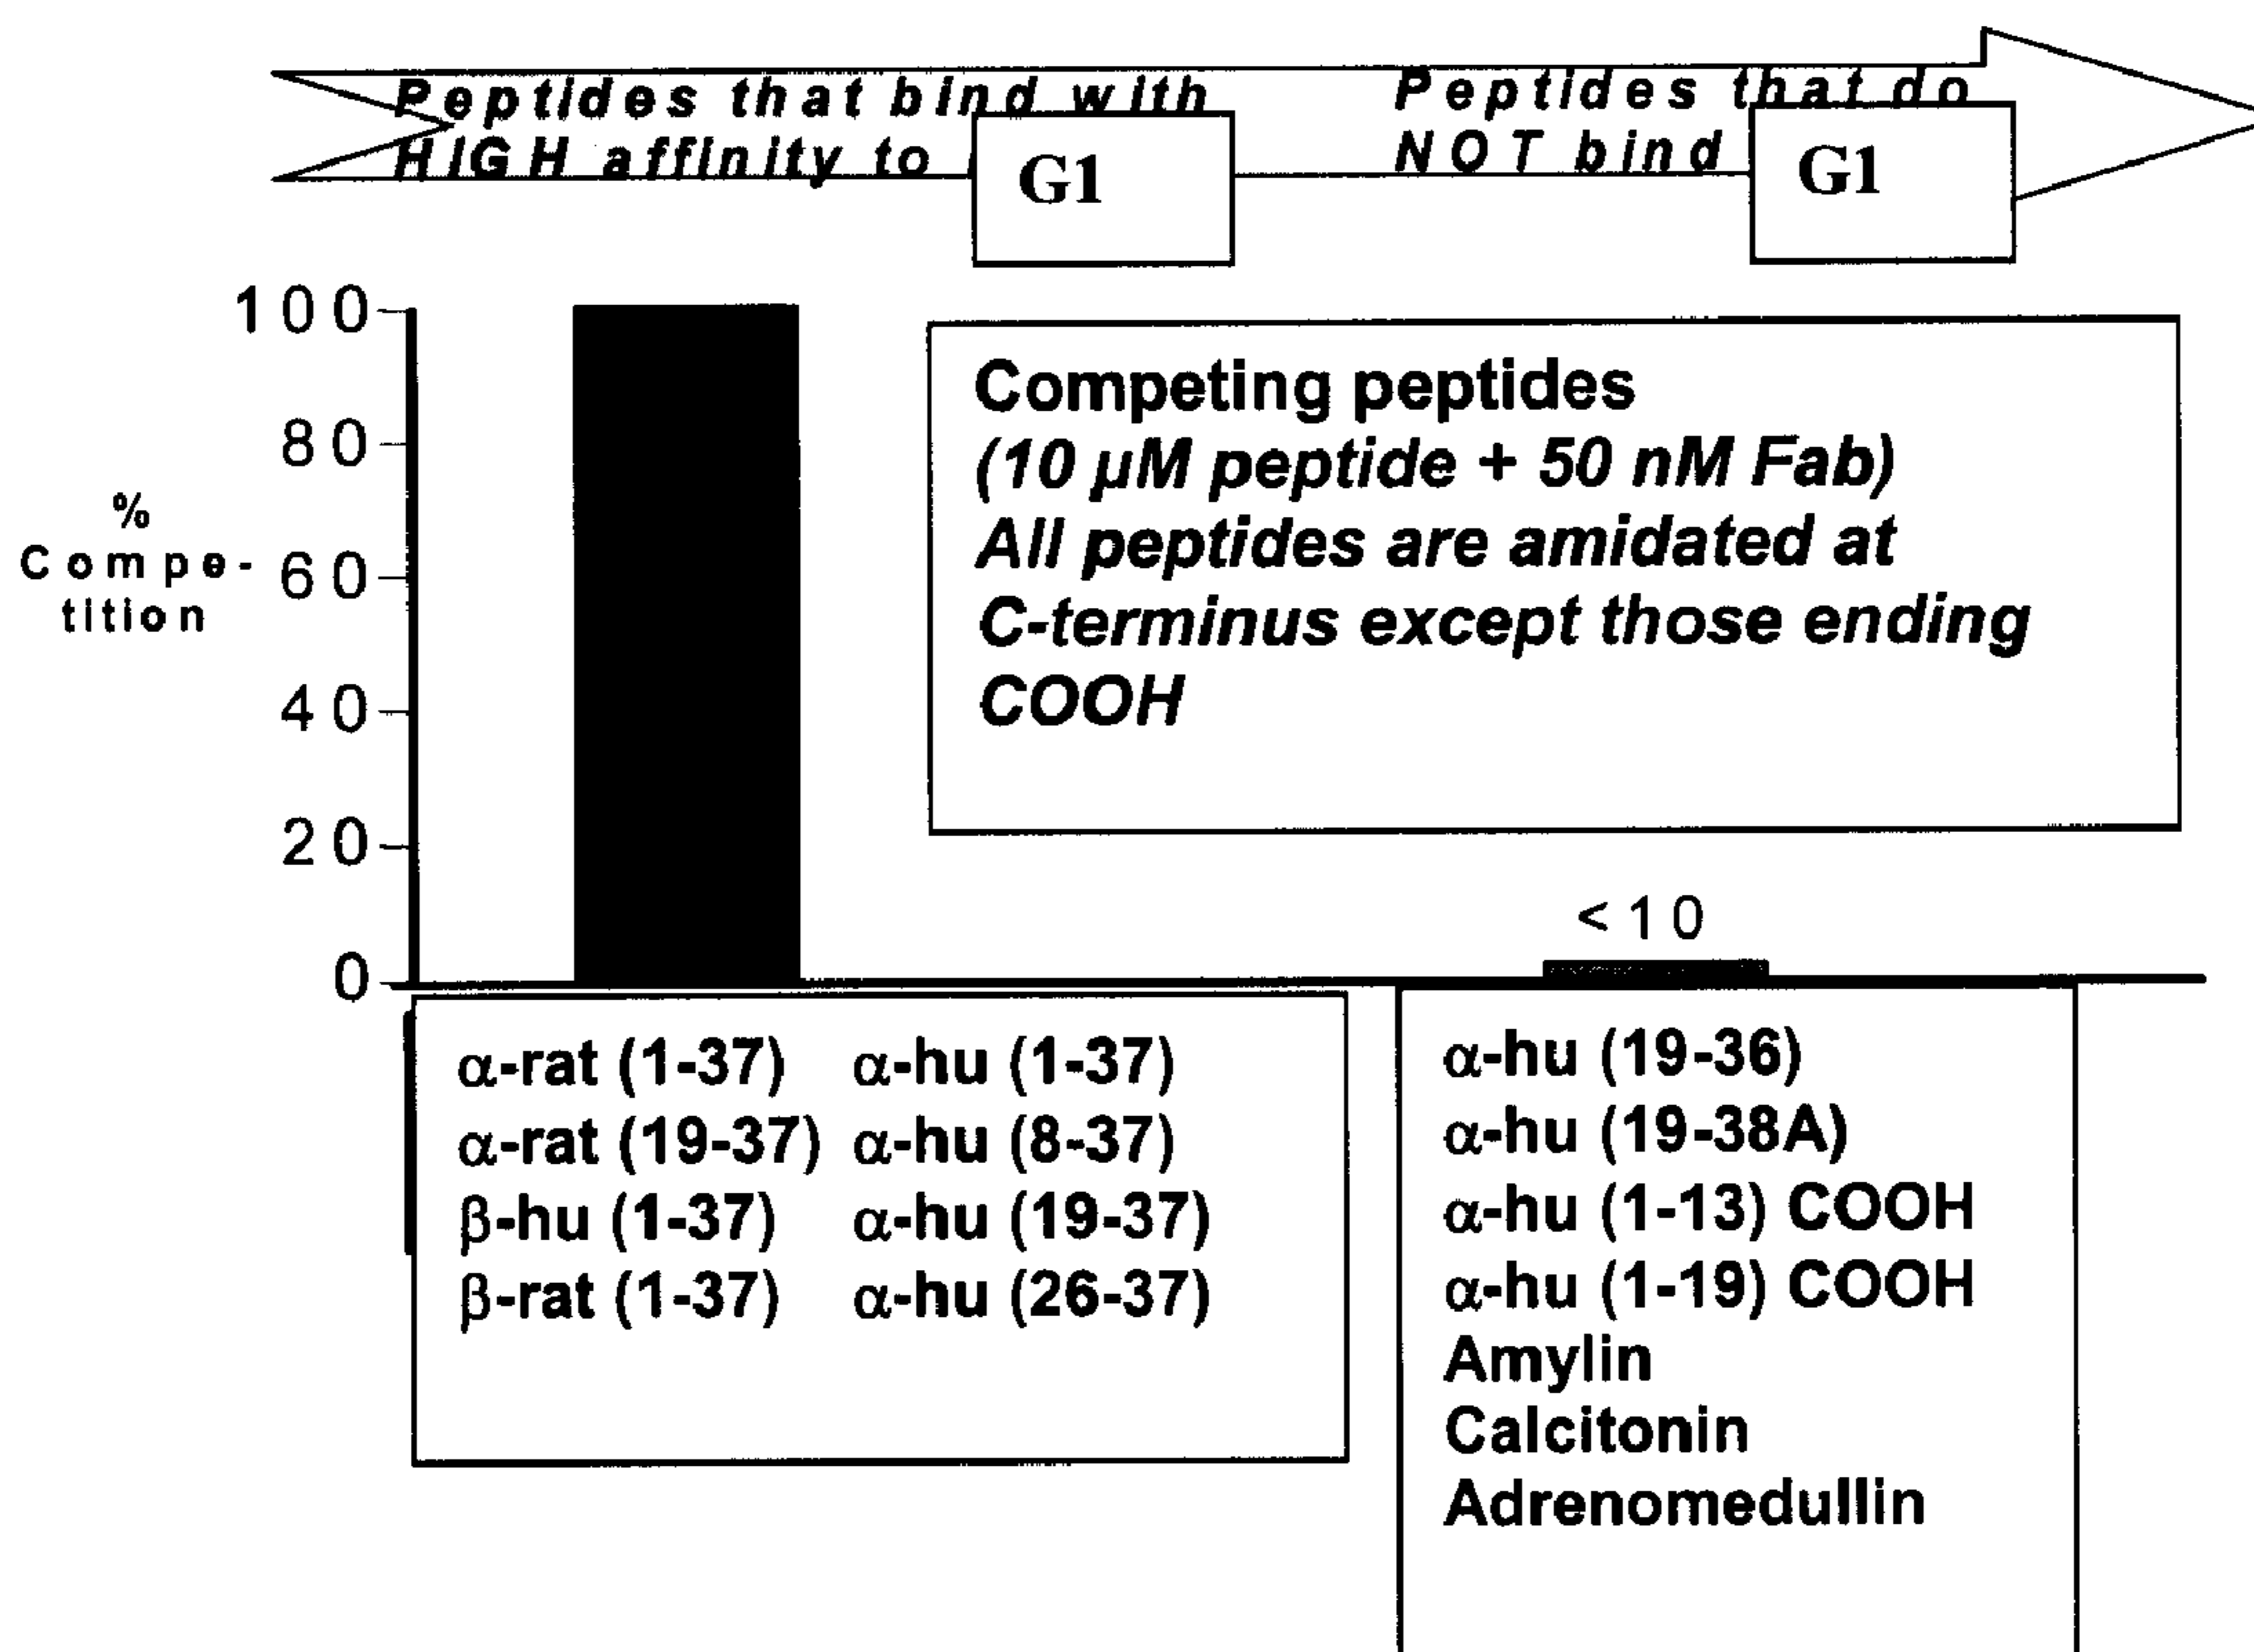 Peptides that bind with
HIGH affinity to
G1
Peptides that do
NOT bind
G1
100
80
60
40
20
0
%
Compe-
tition
Competing peptides
(10 µM peptide + 50 nM Fab)
All peptides are amidated at
C-terminus except those ending
COOH
<10
α-rat (1-37) α-hu (1-37)
α-rat (19-37) α-hu (8-37)
β-hu (1-37) α-hu (19-37)
β-rat (1-37) α-hu (26-37)
α-hu (19-36)
α-hu (19-38A)
α-hu (1-13) COOH
α-hu (1-19) COOH
Amylin
Calcitonin
Adrenomedullin